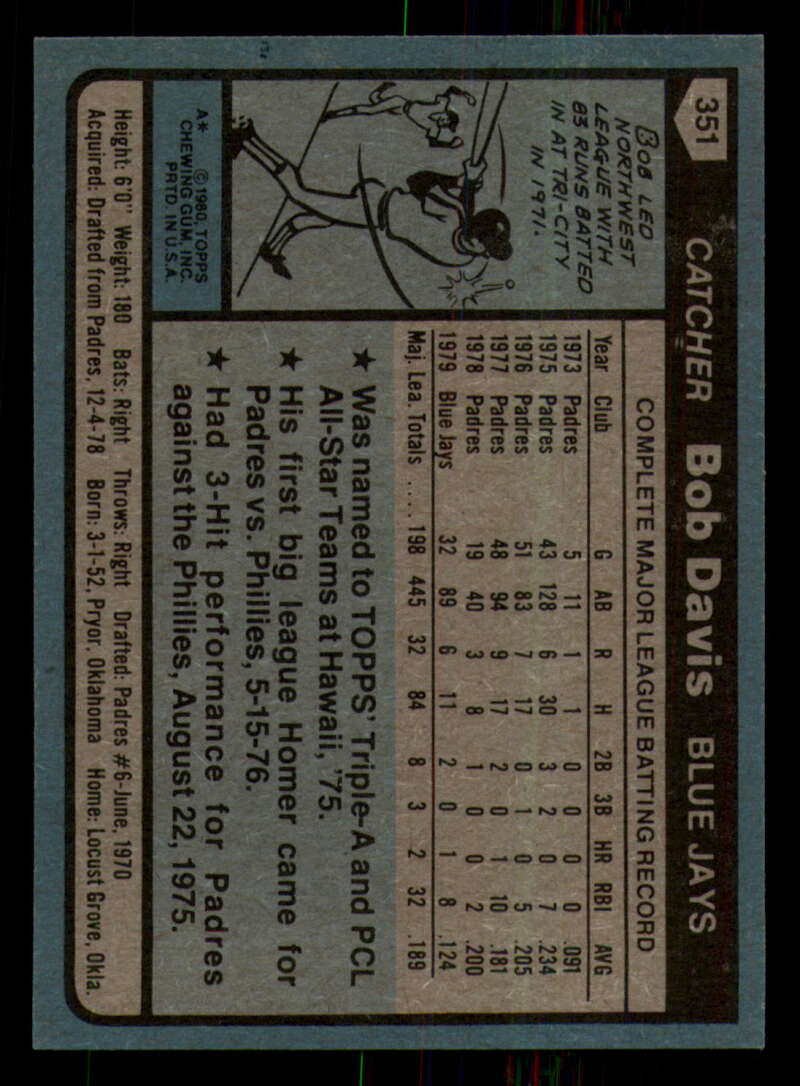 351 CATCHER Bob Davis BLUE JAYS
BOB LED
NORTHWEST
LEAGUE WITH
83 RUNS BATTED
IN AT TRI-CITY
IN 1971.
A* © 1980, TOPPS
CHEWING GUM, INC.
PRTD. IN U.S.A.
COMPLETE MAJOR LEAGUE BATTING RECORD
Year Club G AB R H 2B 3B HR RBI AVG
1973 Padres 5 11 1 1 0 0 0 0 .091
1975 Padres 43 128 6 30 3 2 0 7 .234
1976 Padres 51 83 7 17 0 1 0 5 .205
1977 Padres 48 94 9 17 2 0 1 10 .181
1978 Padres 19 40 3 8 1 0 0 2 .200
1979 Blue Jays 32 89 6 11 2 0 1 8 .124
Maj. Lea. Totals .... 198 445 32 84 8 3 2 32 .189
★ Was named to TOPPS' Triple-A and PCL
All-Star Teams at Hawaii, '75.
★ His first big league Homer came for
Padres vs. Phillies, 5-15-76.
★ Had 3-Hit performance for Padres
against the Phillies, August 22, 1975.
Height: 6'0" Weight: 180 Bats: Right Throws: Right Drafted: Padres #6-June, 1970
Acquired: Drafted from Padres, 12-4-78 Born: 3-1-52, Pryor, Oklahoma Home: Locust Grove, Okla.